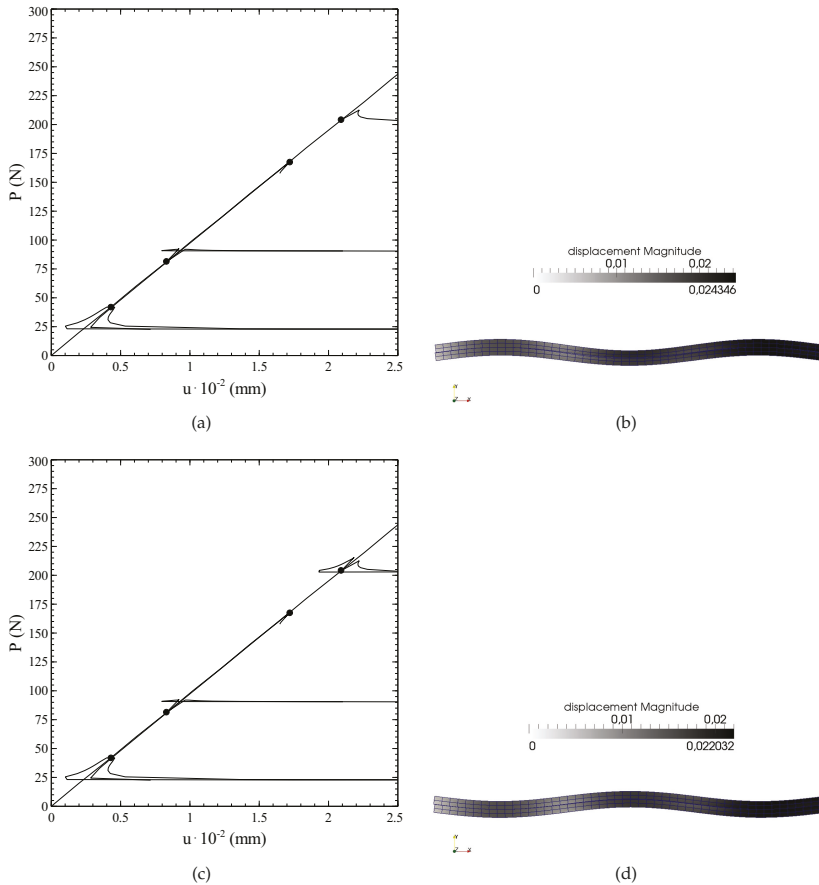 300
275
250
225
200
175
150
125
100
75
50
25
0
P (N)
0.5 1 1.5 2 2.5
u · 10-2 (mm)
(a)
displacement Magnitude
0,01 0,02
0 0,024346
Y
Z X
(b)
300
275
250
225
200
175
150
125
100
75
50
25
0
P (N)
0.5 1 1.5 2 2.5
u · 10-2 (mm)
(c)
displacement Magnitude
0,01 0,02
0 0,022032
Y
Z X
(d)